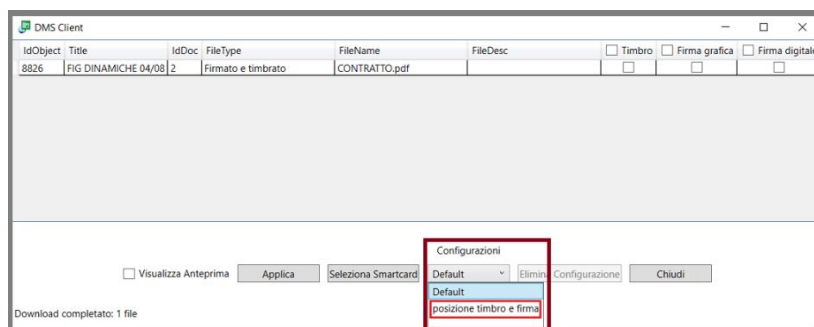 DMS Client
IdObject Title IdDoc FileType FileName FileDesc Timbro Firma grafica Firma digitale
8826 FIG DINAMICHE 04/08 2 Firmato e timbrato CONTRATTO.pdf
Configurazioni
Visualizza Anteprima Applica Seleziona Smartcard Default Elimina Configurazione Chiudi
Default
posizione timbro e firma
Download completato: 1 file